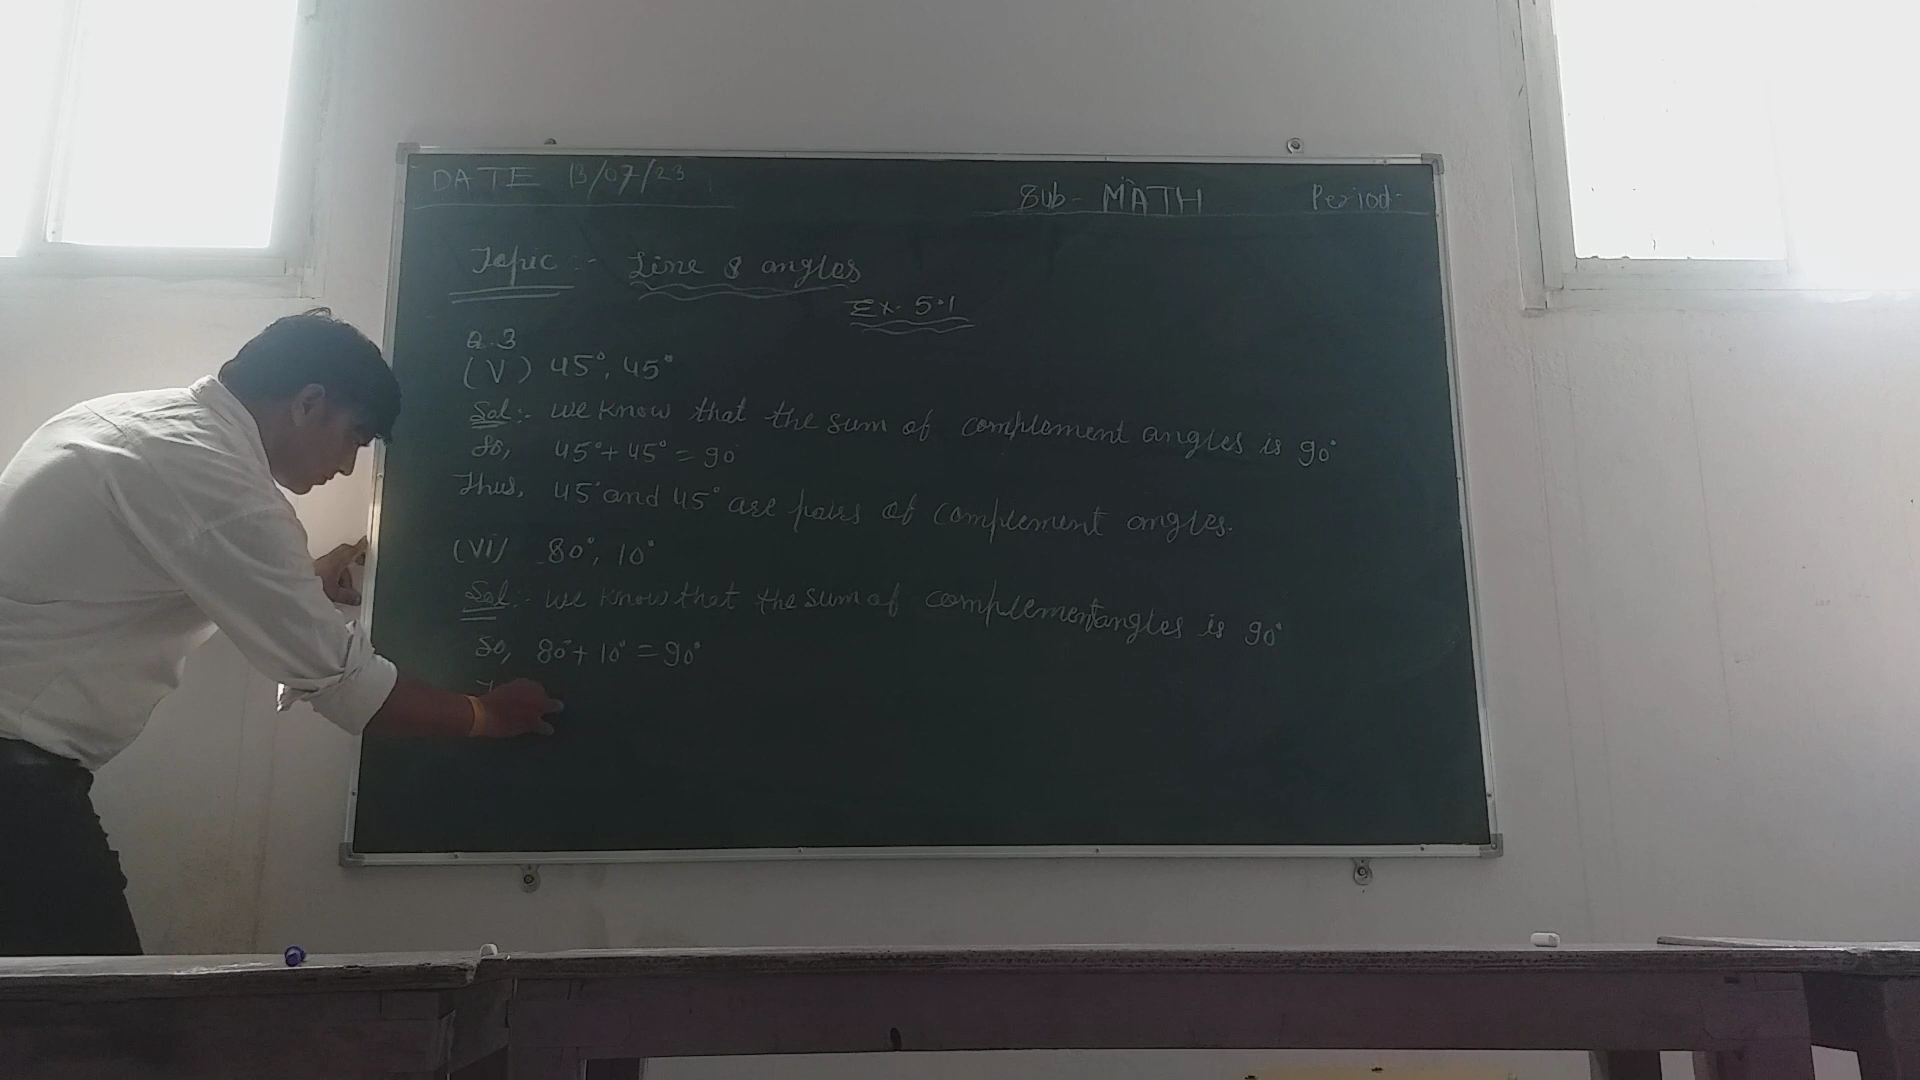 DATE 13/07/23
Sub- MATH
Period-
Topic :- Line & angles
Ex. 5.1
Q.3
(V) 45°, 45°
Sol:- we know that the sum of complement angles is 90°
So, 45°+ 45° = 90°
Thus, 45° and 45° are pairs of complement angles.
(VI) 80°, 10°
Sol:- we know that the sum of complement angles is 90°
So, 80°+ 10° = 90°